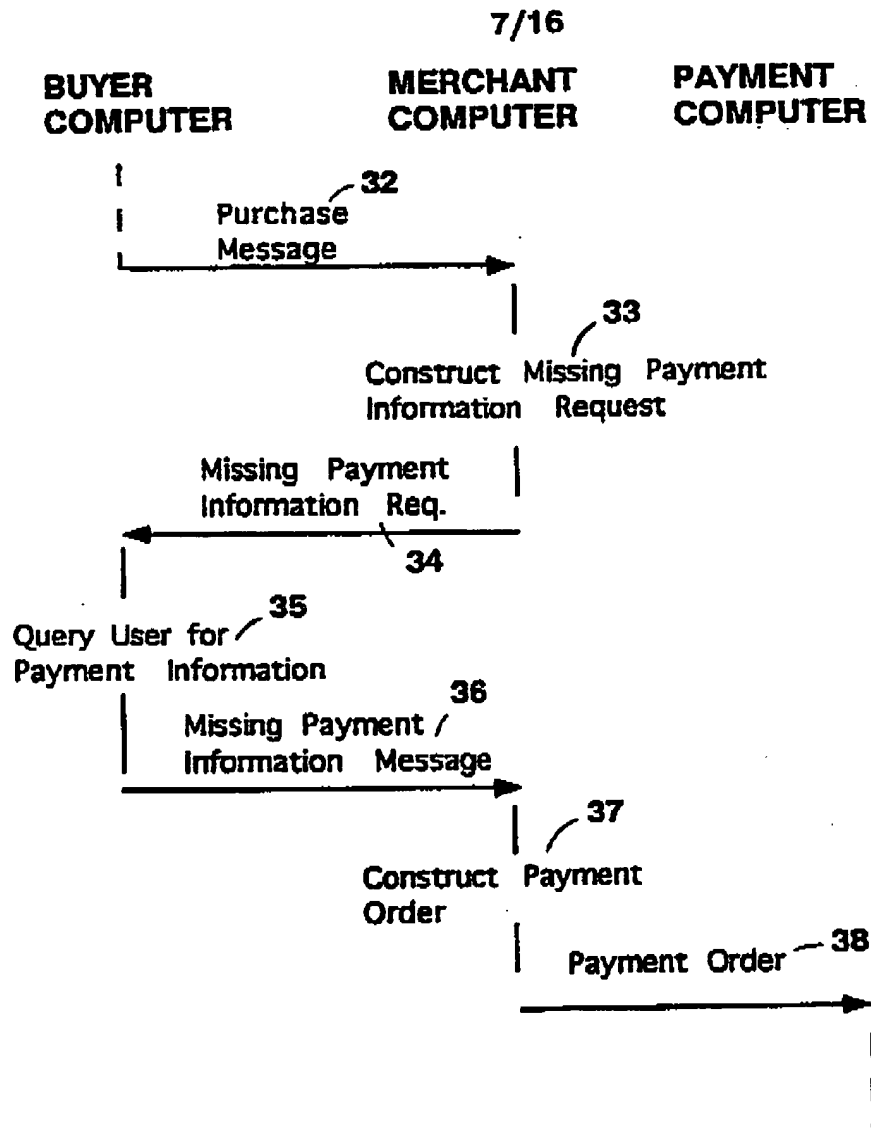 7/16
BUYER
COMPUTER
MERCHANT
COMPUTER
PAYMENT
COMPUTER
32
Purchase
Message
33
Construct Missing Payment
Information Request
Missing Payment
Information Req.
34
35
Query User for
Payment Information
36
Missing Payment
Information Message
37
Construct Payment
Order
Payment Order
38